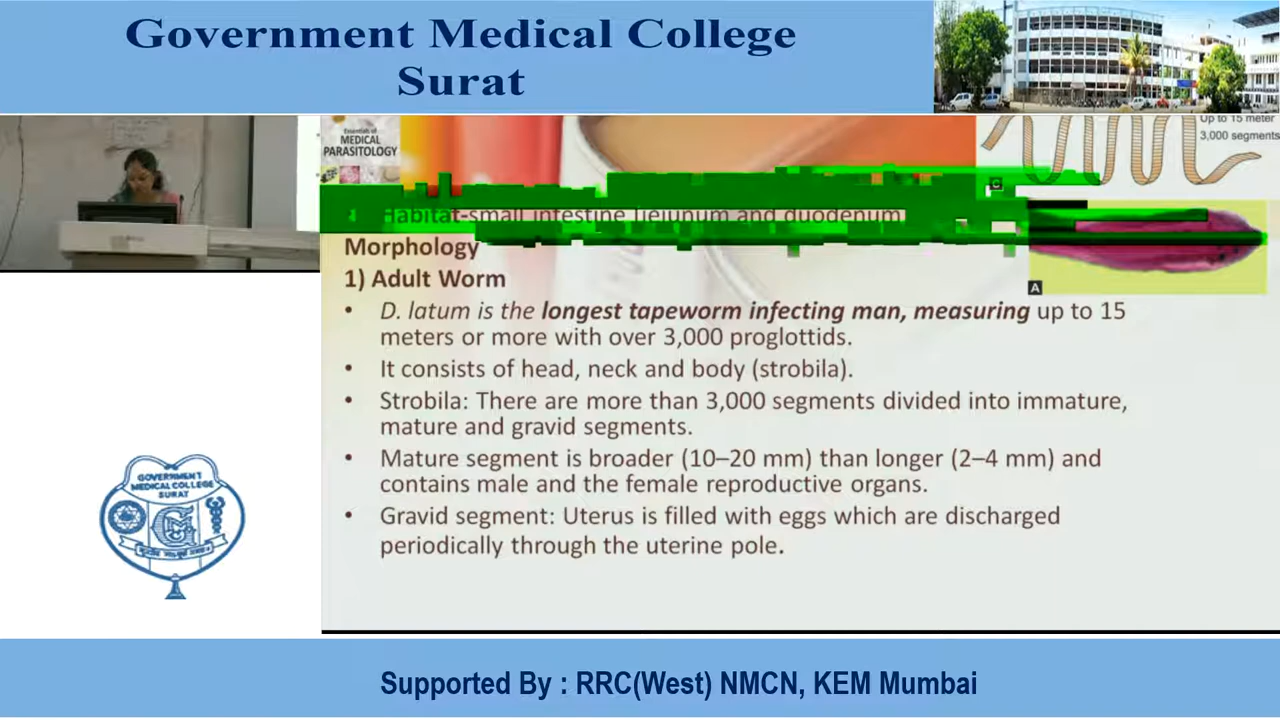 Government Medical College
Surat
Essentials of
MEDICAL
PARASITOLOGY
Up to 15 meter
3,000 segments
C
Habitat-small intestine jejunum and duodenum
Morphology
1) Adult Worm
A
• D. latum is the longest tapeworm infecting man, measuring up to 15
meters or more with over 3,000 proglottids.
• It consists of head, neck and body (strobila).
• Strobila: There are more than 3,000 segments divided into immature,
mature and gravid segments.
• Mature segment is broader (10–20 mm) than longer (2–4 mm) and
contains male and the female reproductive organs.
• Gravid segment: Uterus is filled with eggs which are discharged
periodically through the uterine pole.
GOVERNMENT
MEDICAL COLLEGE
SURAT
Supported By : RRC(West) NMCN, KEM Mumbai